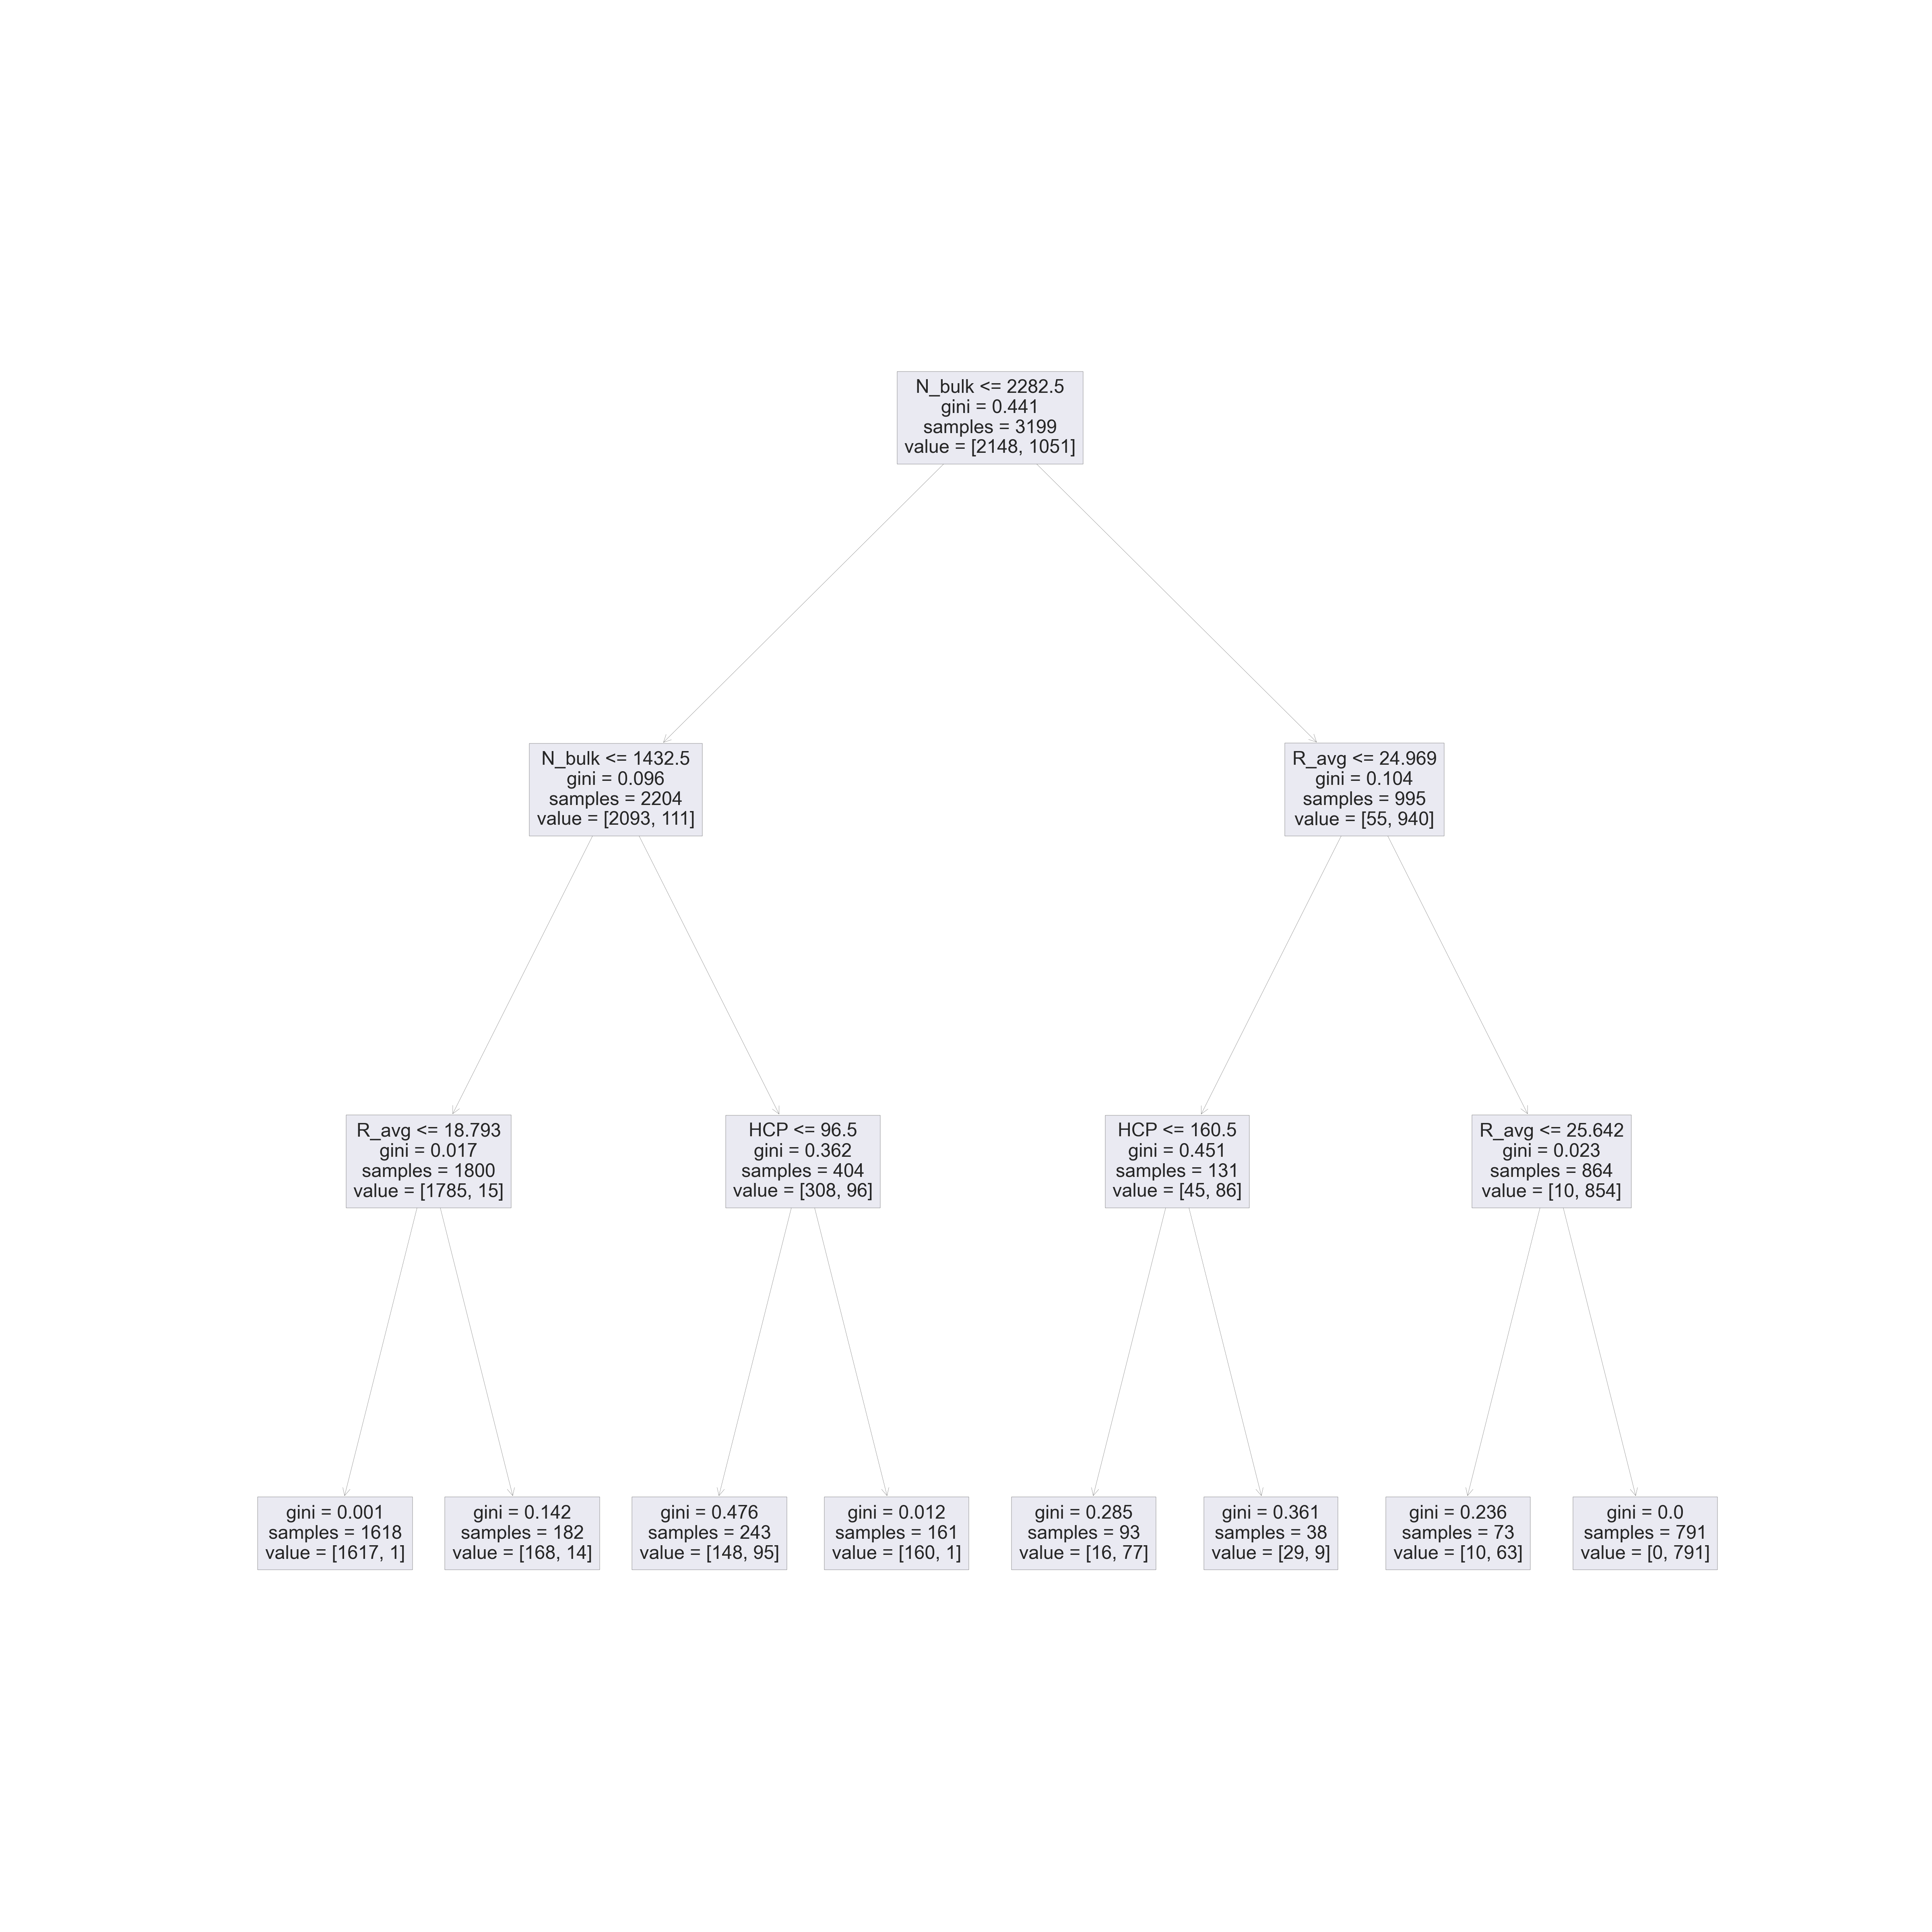 N_bulk <= 2282.5
gini = 0.441
samples = 3199
value = [2148, 1051]
N_bulk <= 1432.5
gini = 0.096
samples = 2204
value = [2093, 111]
R_avg <= 24.969
gini = 0.104
samples = 995
value = [55, 940]
R_avg <= 18.793
gini = 0.017
samples = 1800
value = [1785, 15]
HCP <= 96.5
gini = 0.362
samples = 404
value = [308, 96]
HCP <= 160.5
gini = 0.451
samples = 131
value = [45, 86]
R_avg <= 25.642
gini = 0.023
samples = 864
value = [10, 854]
gini = 0.001
samples = 1618
value = [1617, 1]
gini = 0.142
samples = 182
value = [168, 14]
gini = 0.476
samples = 243
value = [148, 95]
gini = 0.012
samples = 161
value = [160, 1]
gini = 0.285
samples = 93
value = [16, 77]
gini = 0.361
samples = 38
value = [29, 9]
gini = 0.236
samples = 73
value = [10, 63]
gini = 0.0
samples = 791
value = [0, 791]